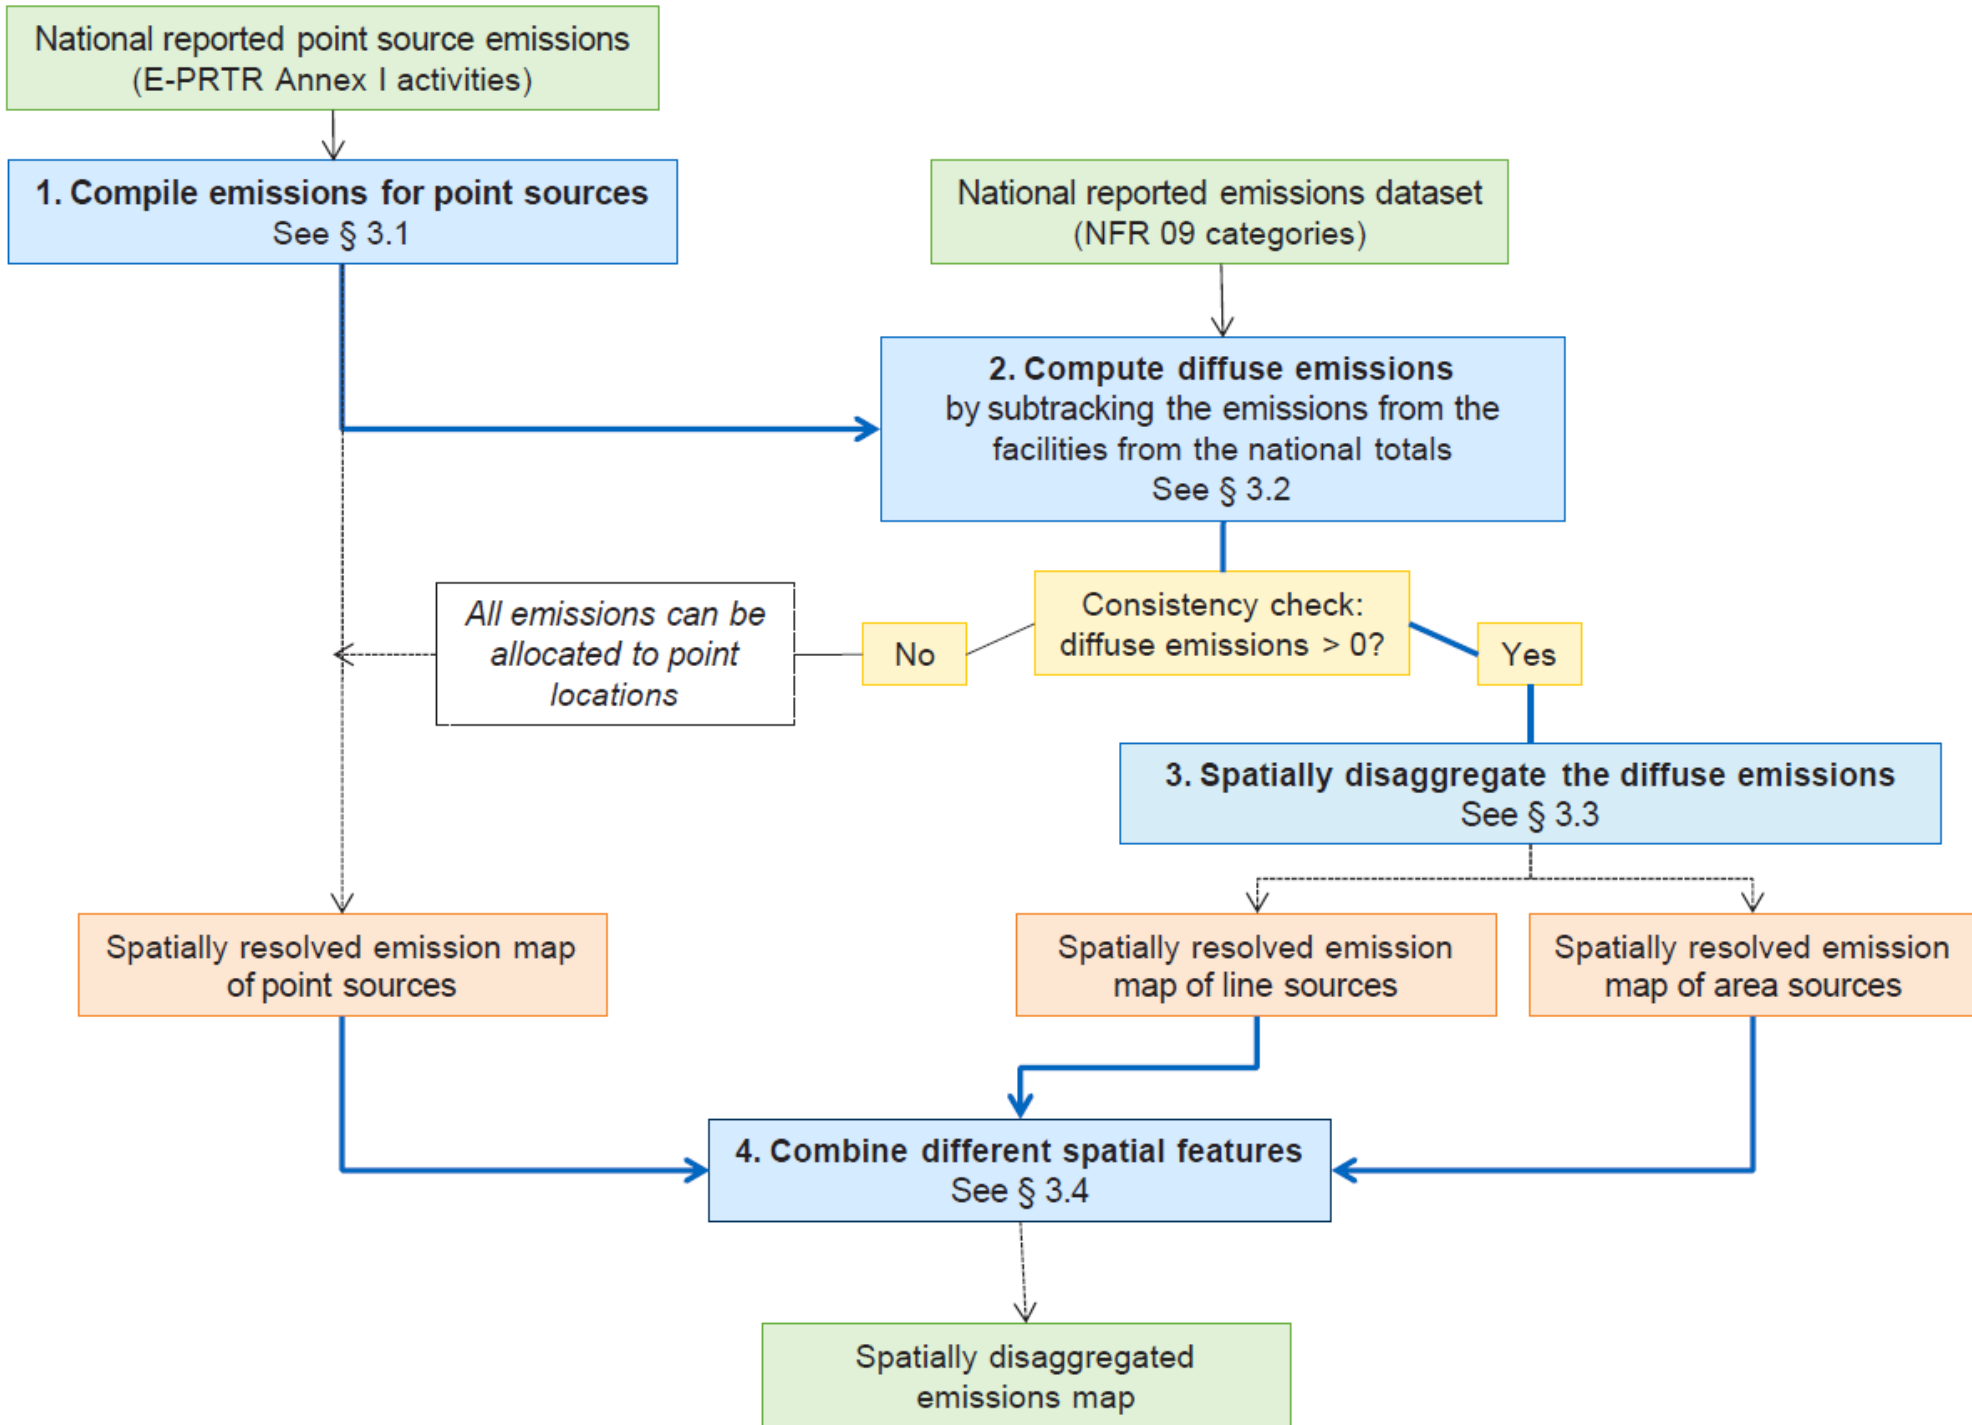 National reported point source emissions
(E-PRTR Annex I activities)
1. Compile emissions for point sources
See § 3.1
National reported emissions dataset
(NFR 09 categories)
2. Compute diffuse emissions
by subtracting the emissions from the
facilities from the national totals
See § 3.2
All emissions can be
allocated to point
locations
No
Consistency check:
diffuse emissions > 0?
Yes
3. Spatially disaggregate the diffuse emissions
See § 3.3
Spatially resolved emission map
of point sources
Spatially resolved emission
map of line sources
Spatially resolved emission
map of area sources
4. Combine different spatial features
See § 3.4
Spatially disaggregated
emissions map